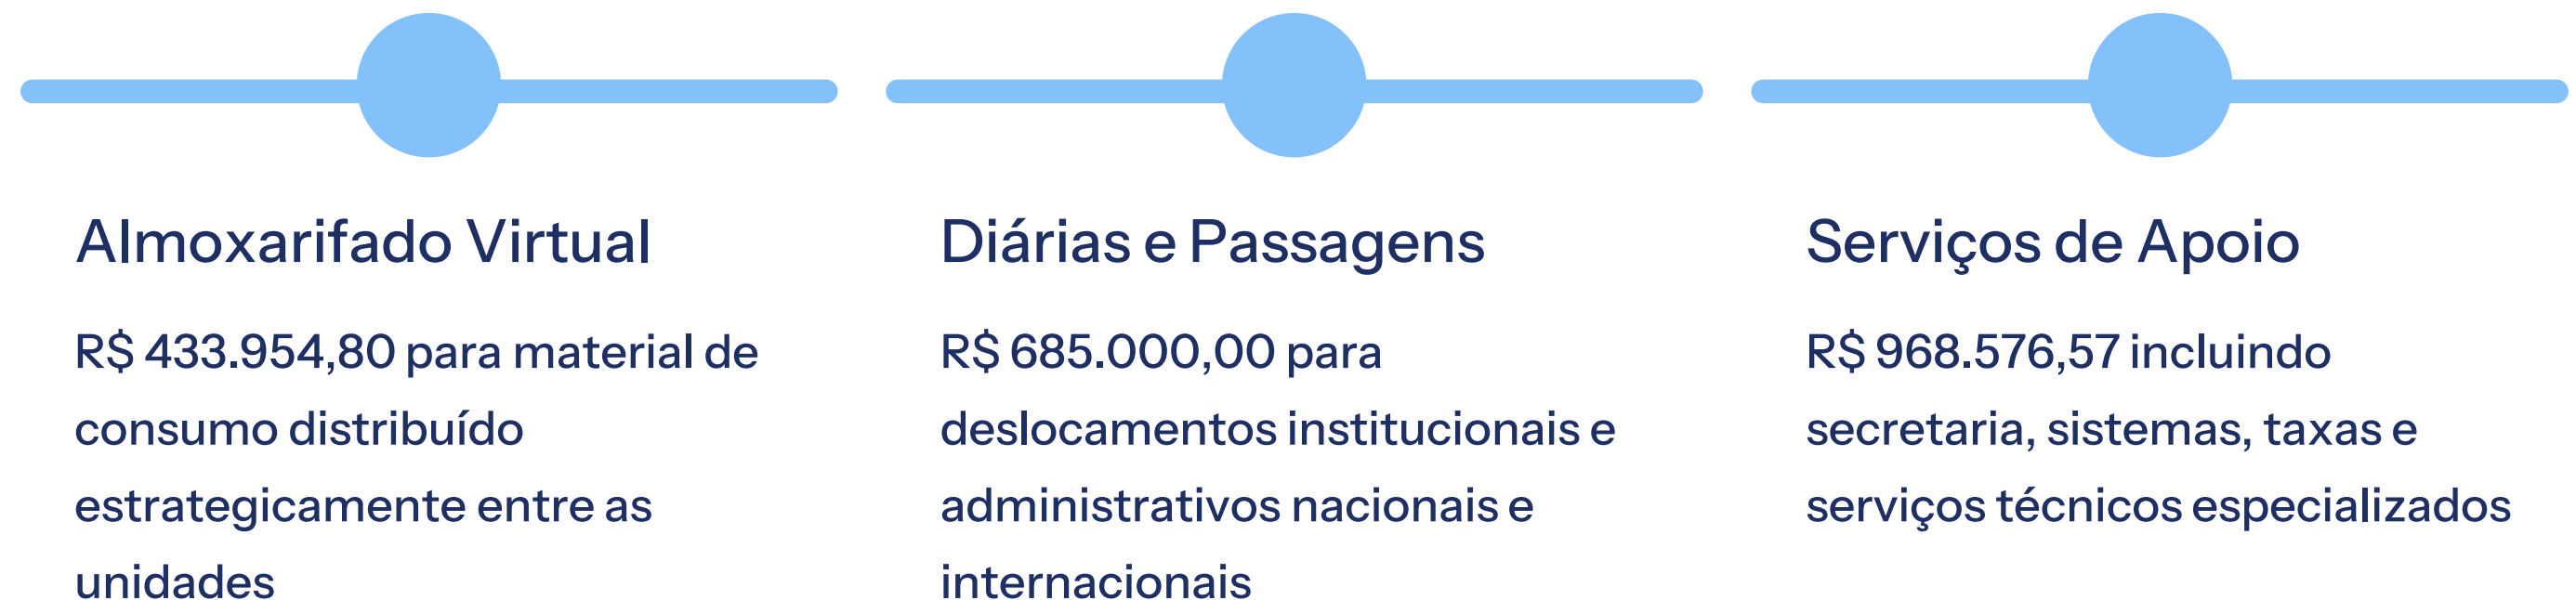 Almoxarifado Virtual
R$ 433.954,80 para material de
consumo distribuído
estrategicamente entre as
unidades
Diárias e Passagens
R$ 685.000,00 para
deslocamentos institucionais e
administrativos nacionais e
internacionais
Serviços de Apoio
R$ 968.576,57 incluindo
secretaria, sistemas, taxas e
serviços técnicos especializados